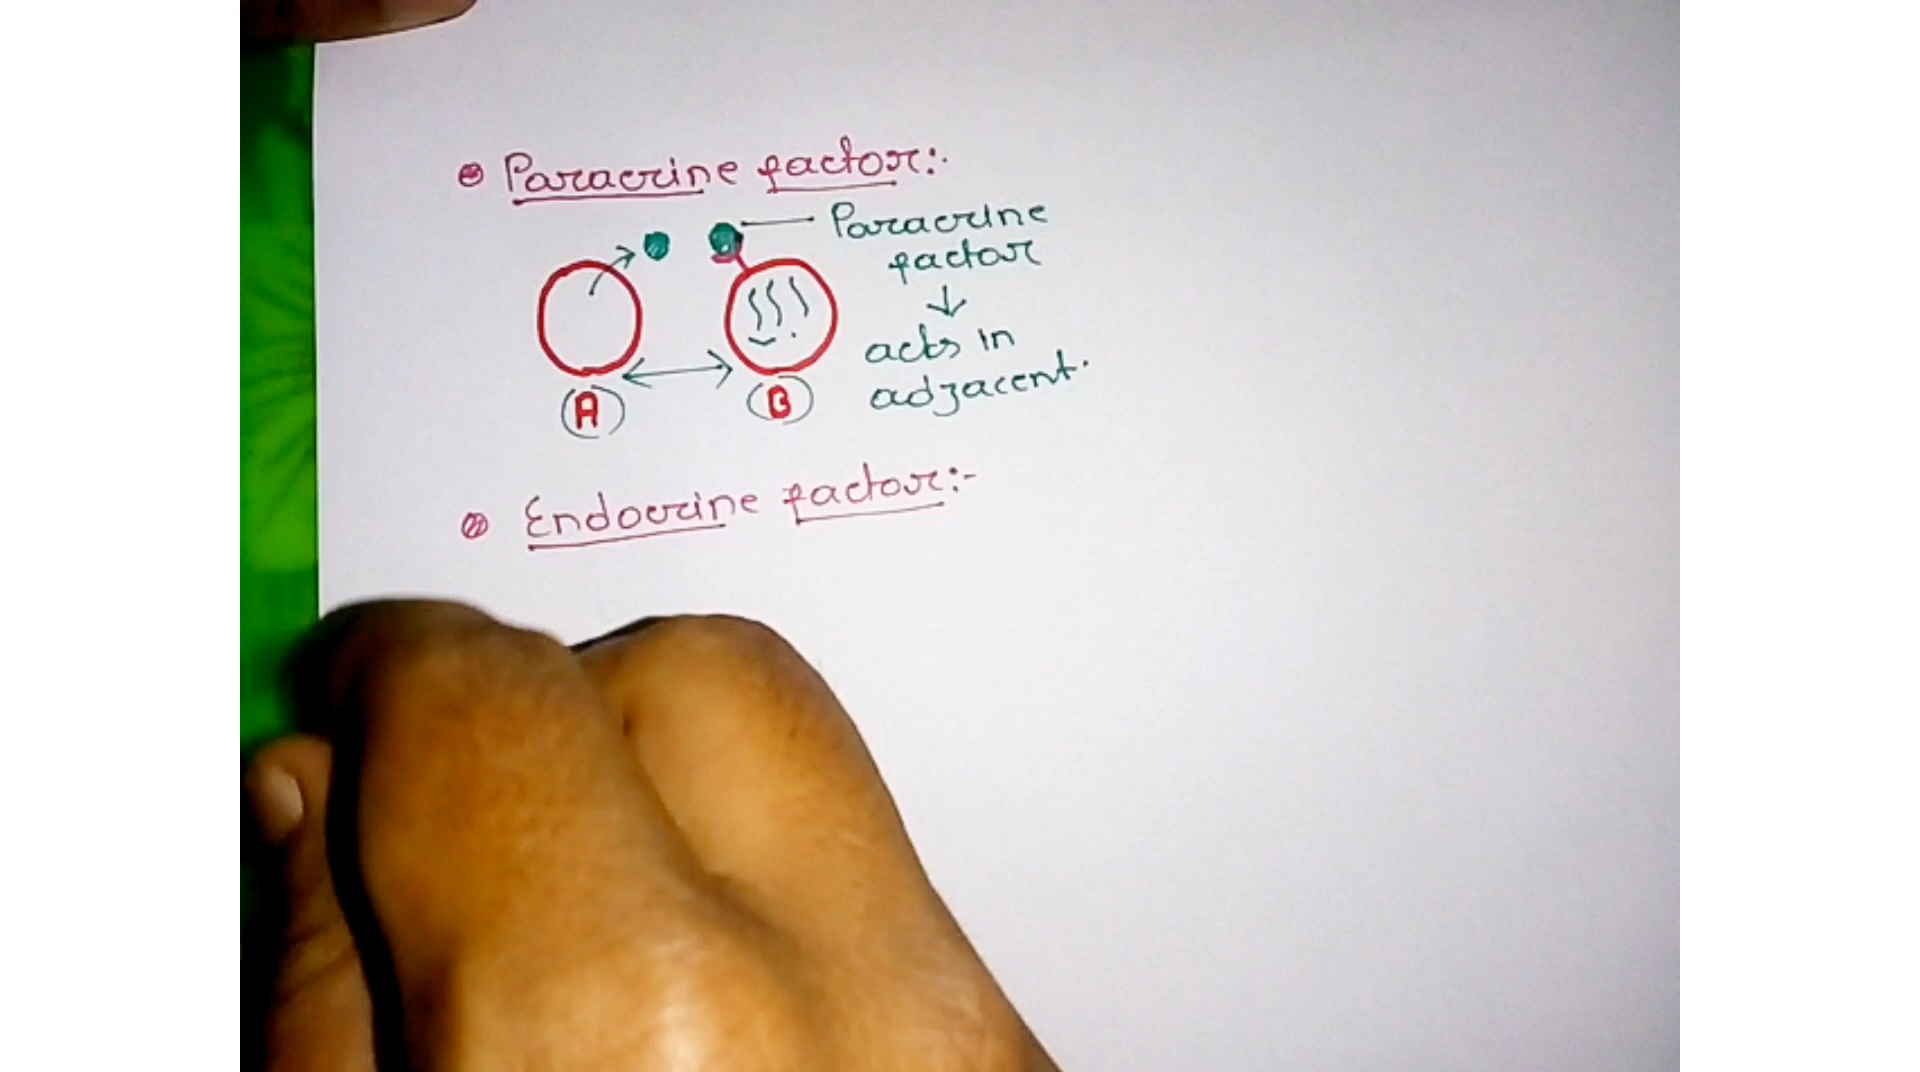 Paracrine factor:-
Paracrine
factor
↓
acts in
adjacent.
A
B
Endocrine factor:-